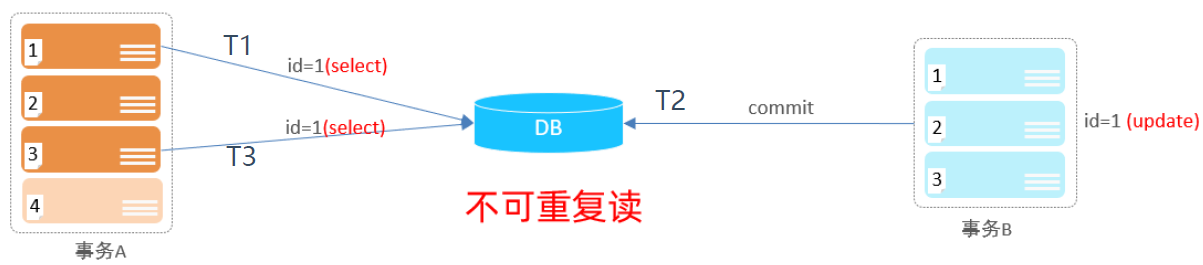 1
2
3
4
事务A
T1
id=1(select)
id=1(select)
T3
DB
不可重复读
T2
commit
1
2
3
id=1 (update)
事务B